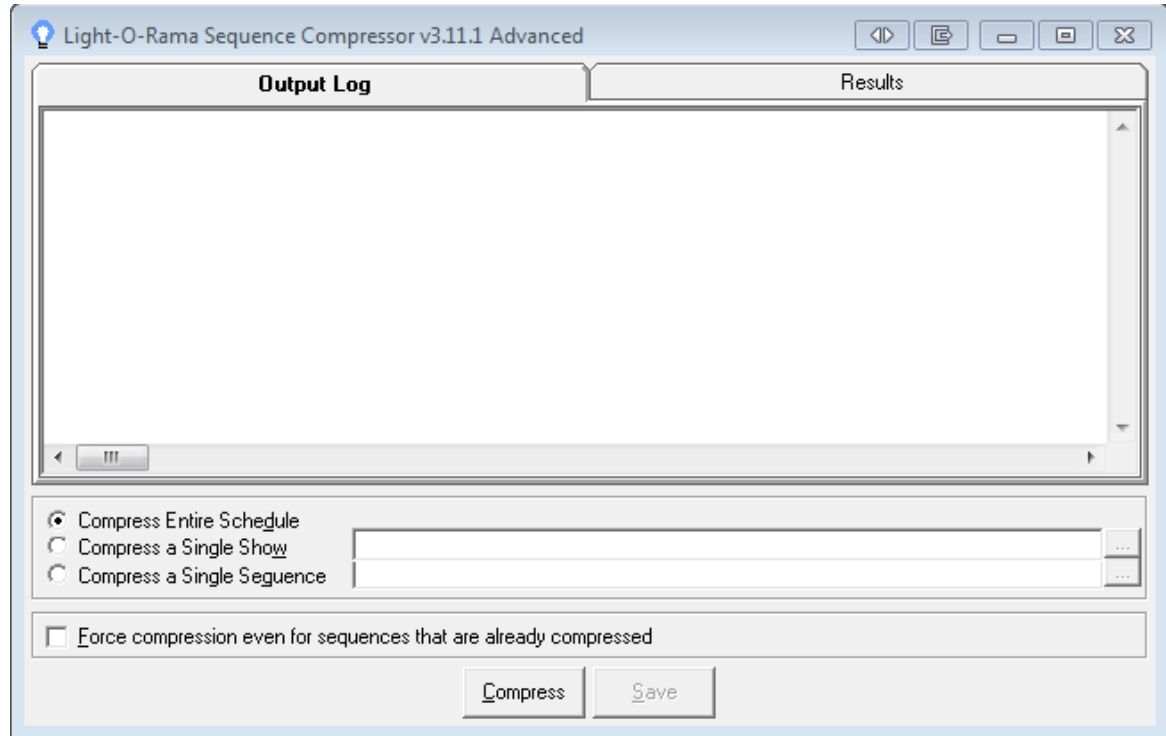 Light-O-Rama Sequence Compressor v3.11.1 Advanced
Output Log
Results
Compress Entire Schedule
Compress a Single Show
...
Compress a Single Sequence
...
Force compression even for sequences that are already compressed
Compress
Save